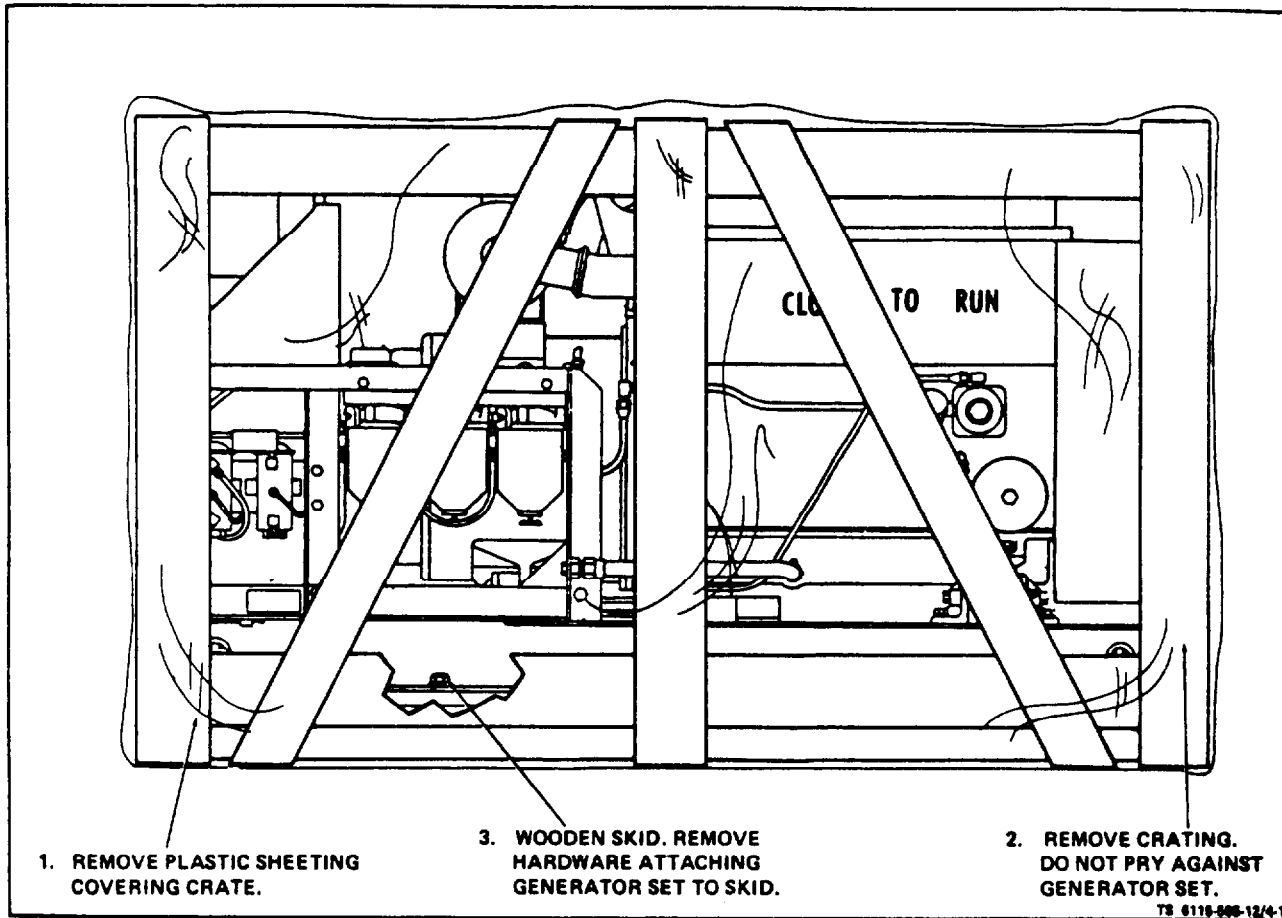 CL TO RUN
1. REMOVE PLASTIC SHEETING
COVERING CRATE.
3. WOODEN SKID. REMOVE
HARDWARE ATTACHING
GENERATOR SET TO SKID.
2. REMOVE CRATING.
DO NOT PRY AGAINST
GENERATOR SET.